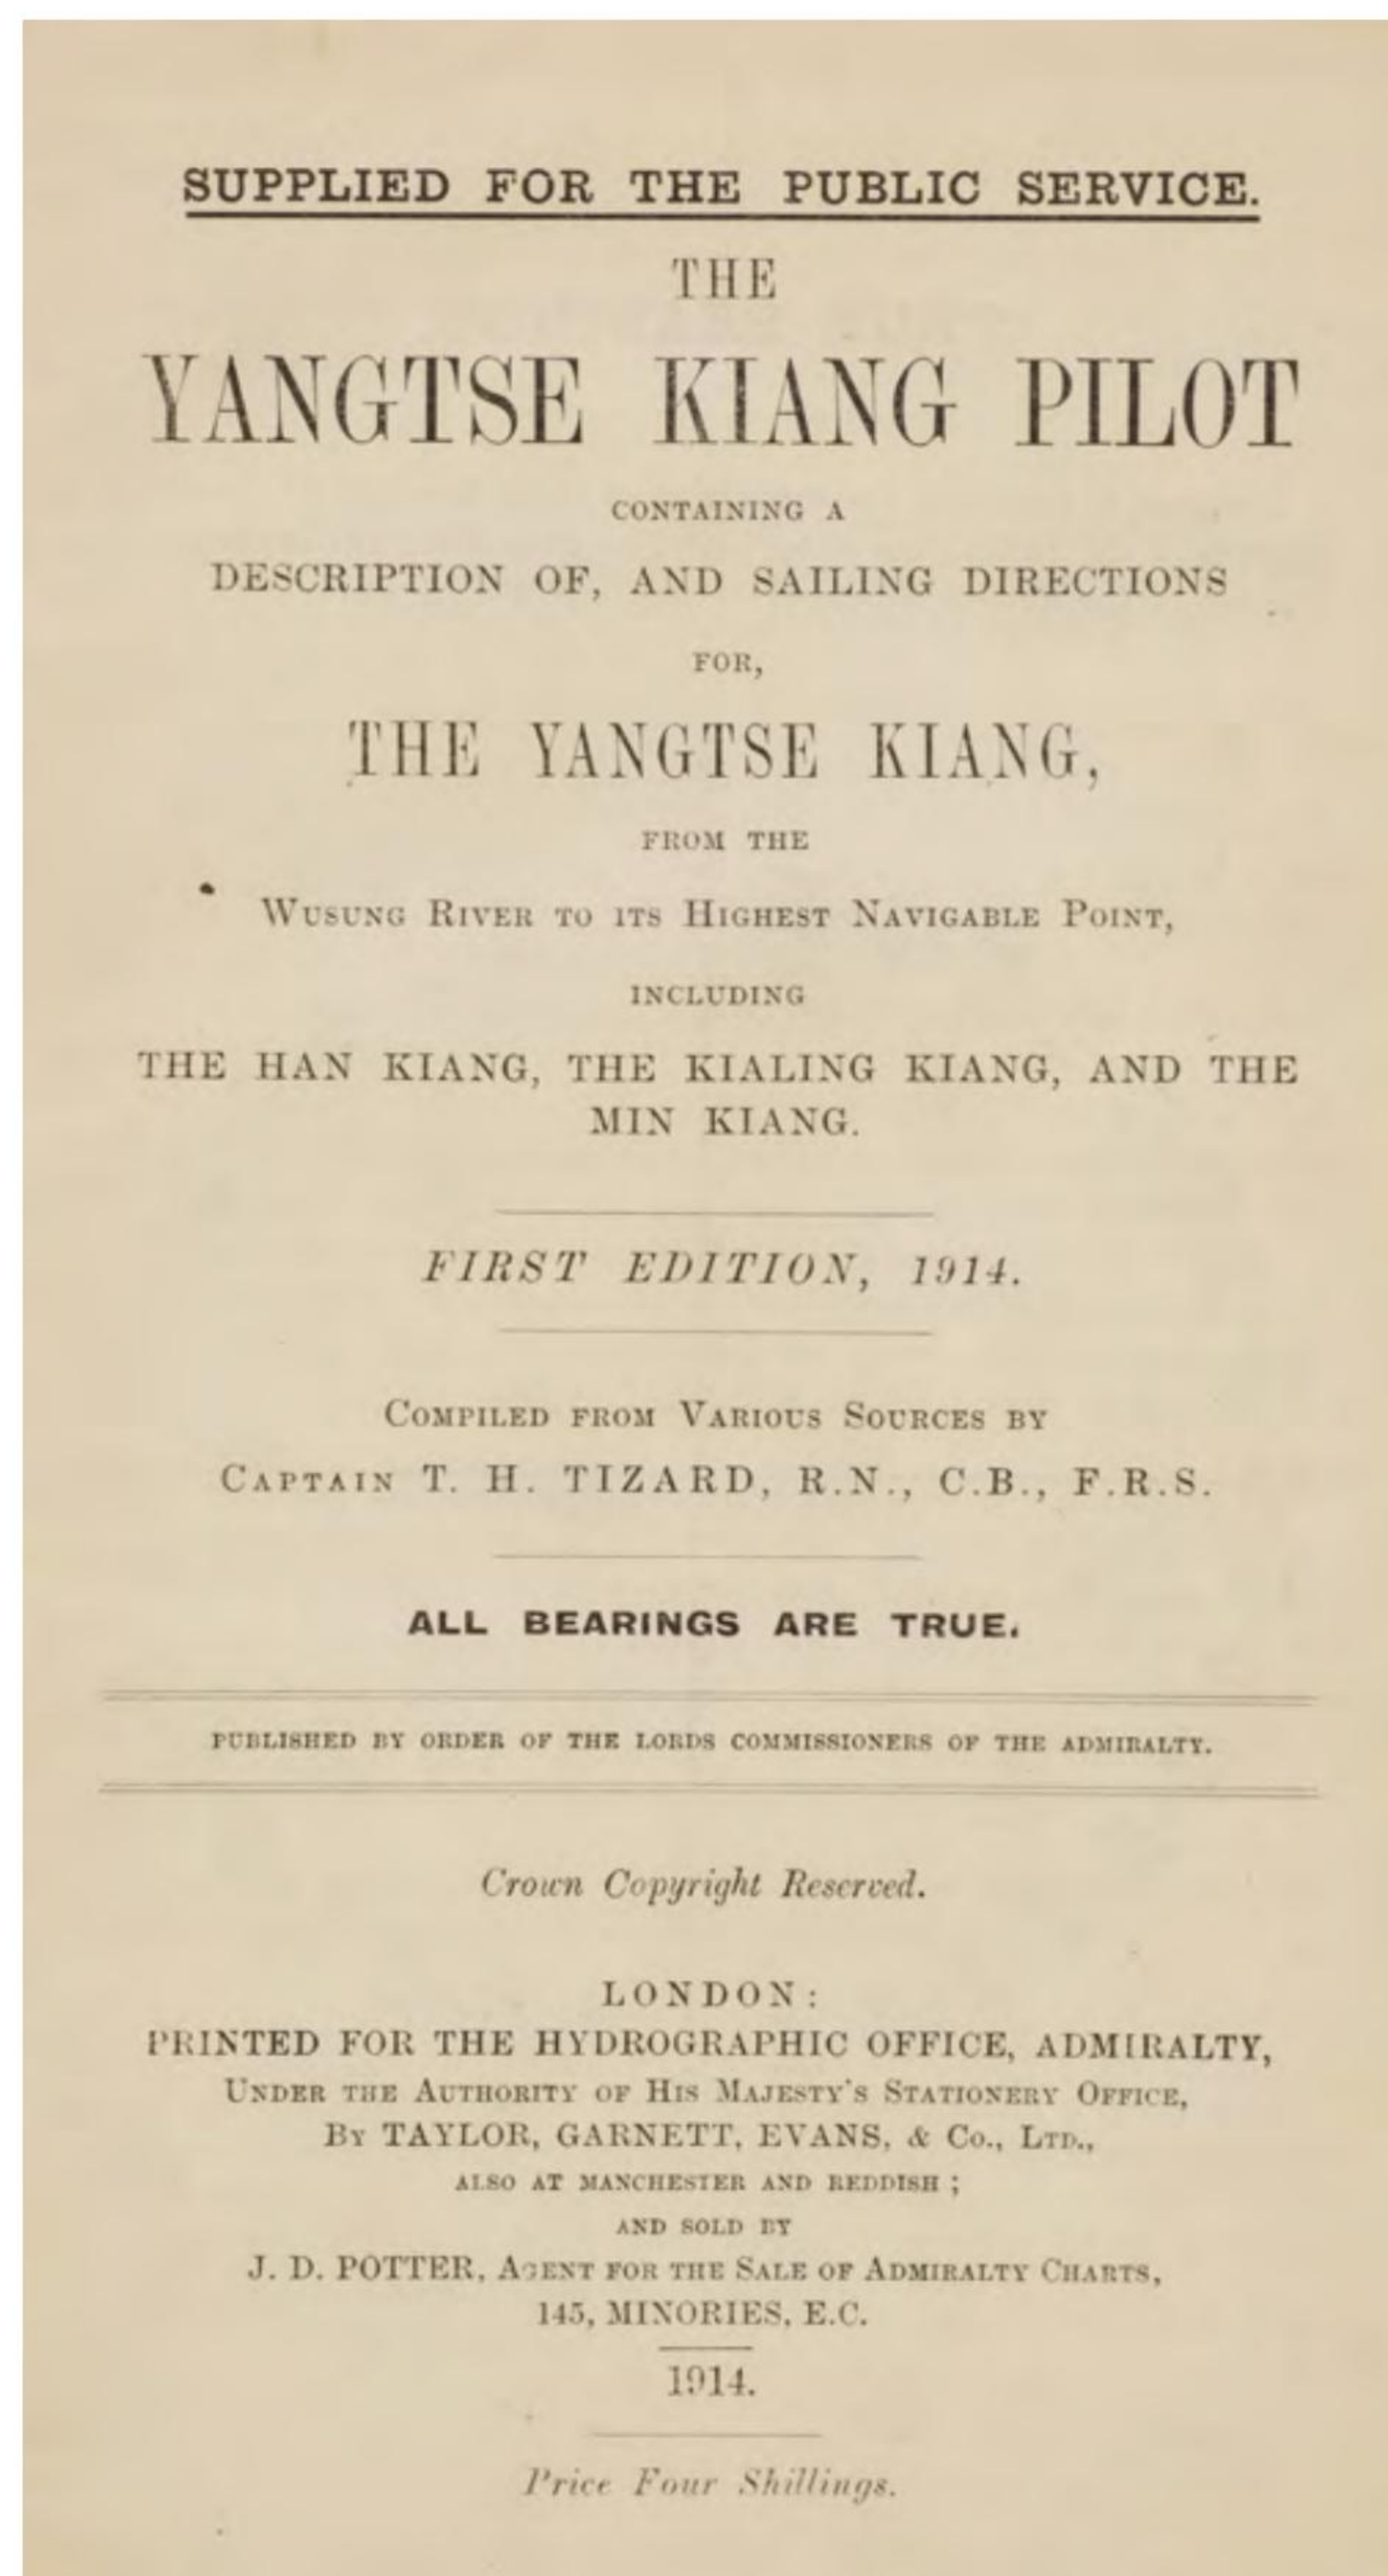 SUPPLIED FOR THE PUBLIC SERVICE.
THE
YANGTSE KIANG PILOT
CONTAINING A
DESCRIPTION OF, AND SAILING DIRECTIONS
FOR,
THE YANGTSE KIANG,
FROM THE
WUSUNG RIVER TO ITS HIGHEST NAVIGABLE POINT,
INCLUDING
THE HAN KIANG, THE KIALING KIANG, AND THE
MIN KIANG.
FIRST EDITION, 1914.
COMPILED FROM VARIOUS SOURCES BY
CAPTAIN T. H. TIZARD, R.N., C.B., F.R.S.
ALL BEARINGS ARE TRUE.
PUBLISHED BY ORDER OF THE LORDS COMMISSIONERS OF THE ADMIRALTY.
Crown Copyright Reserved.
LONDON:
PRINTED FOR THE HYDROGRAPHIC OFFICE, ADMIRALTY,
UNDER THE AUTHORITY OF HIS MAJESTY'S STATIONERY OFFICE,
BY TAYLOR, GARNETT, EVANS, & CO., LTD.,
ALSO AT MANCHESTER AND REDDISH;
AND SOLD BY
J. D. POTTER, AGENT FOR THE SALE OF ADMIRALTY CHARTS,
145, MINORIES, E.C.
1914.
Price Four Shillings.